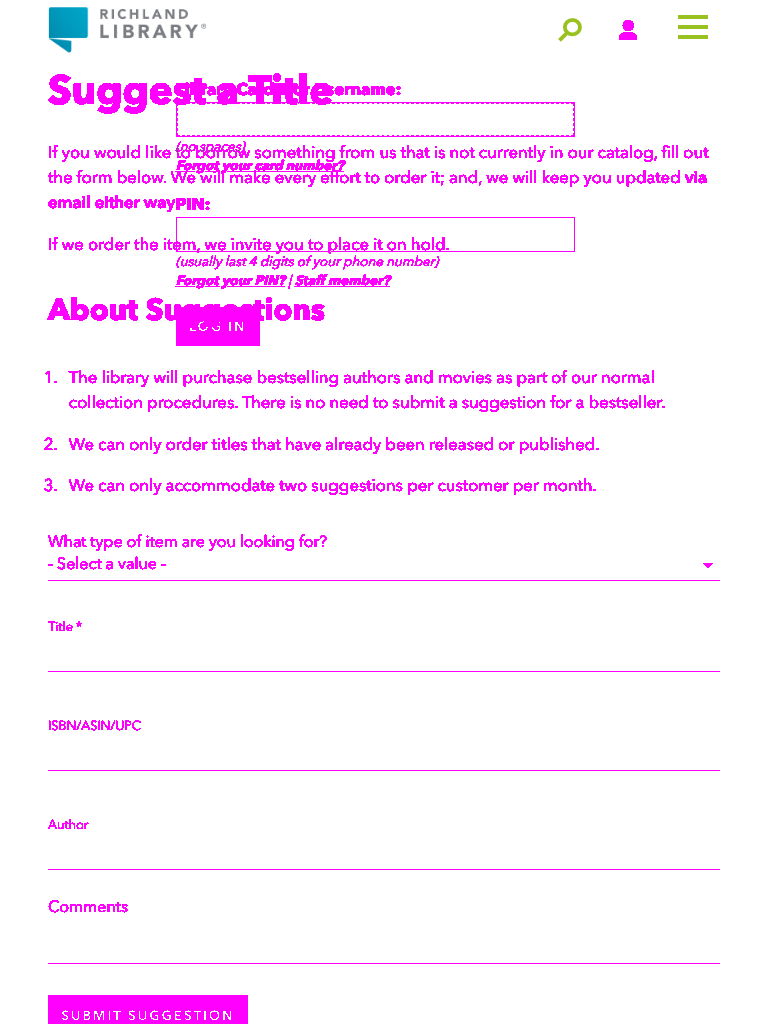 RICHLAND
LIBRARY®
Suggest a Title
Username:
(no spaces)
If you would like to borrow something from us that is not currently in our catalog, fill out
Forgot your card number?
the form below. We will make every effort to order it; and, we will keep you updated via
email either way
PIN:
If we order the item, we invite you to place it on hold.
(usually last 4 digits of your phone number)
Forgot your PIN? | Staff member?
About Suggestions
LOG IN
1. The library will purchase bestselling authors and movies as part of our normal
collection procedures. There is no need to submit a suggestion for a bestseller.
2. We can only order titles that have already been released or published.
3. We can only accommodate two suggestions per customer per month.
What type of item are you looking for?
- Select a value -
Title *
ISBN/ASIN/UPC
Author
Comments
SUBMIT SUGGESTION